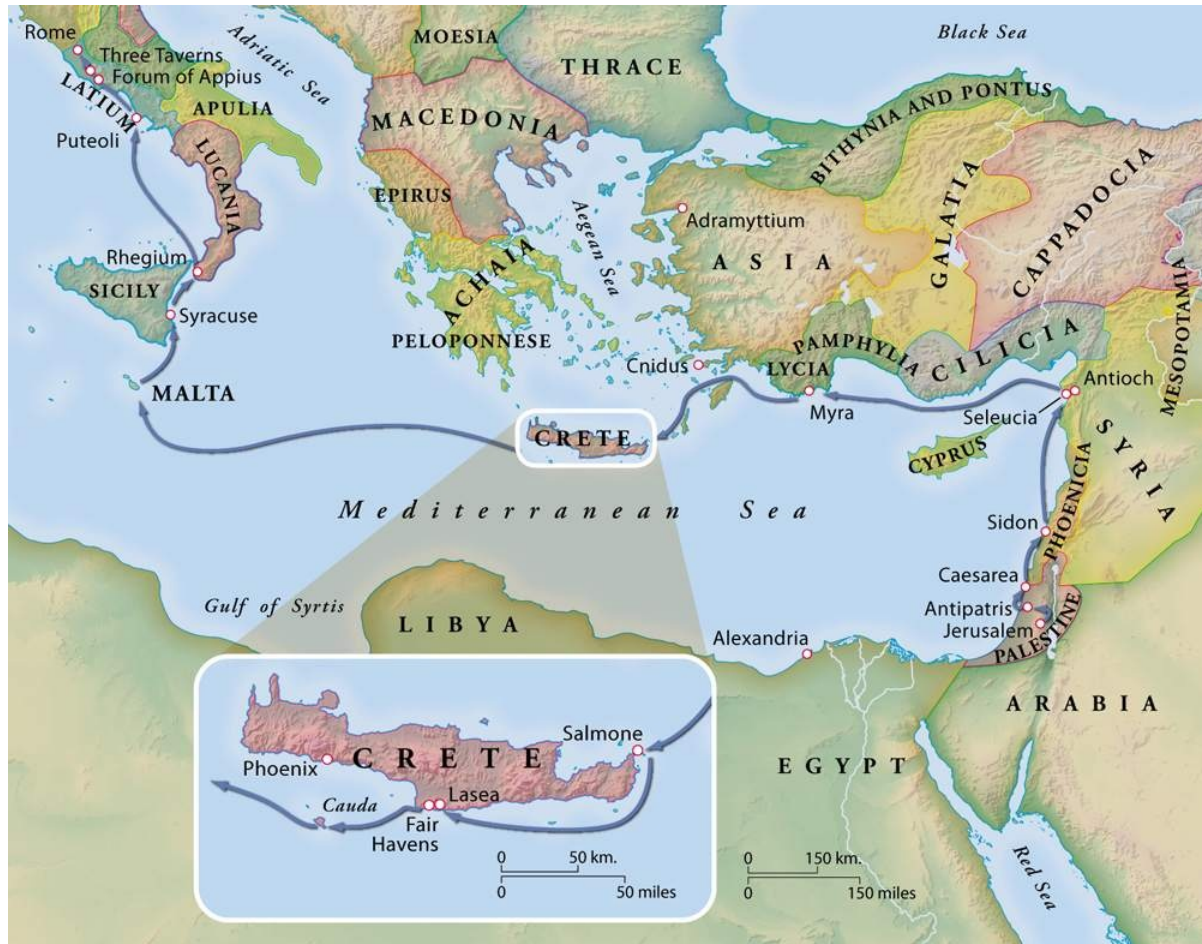 Black Sea
Rome
Adriatic Sea
MOESIA
THRACE
Three Taverns
Forum of Appius
LATIUM
APULIA
BITHYNIA AND PONTUS
MACEDONIA
Puteoli
LUCANIA
CAPPADOCIA
EPIRUS
Aegean Sea
Adramyttium
GALATIA
ASIA
Rhegium
ACHAIA
SICILY
MESOPOTAMIA
Syracuse
PELOPONNESE
PAMPHYLIA
CILICIA
Cnidus
LYCIA
Antioch
MALTA
Myra
Seleucia
CRETE
CYPRUS
SYRIA
Mediterranean Sea
PHOENICIA
Sidon
Caesarea
Gulf of Syrtis
Antipatris
LIBYA
Jerusalem
Alexandria
PALESTINE
ARABIA
Salmone
CRETE
Phoenix
EGYPT
Cauda
Lasea
Fair
Havens
0 50 km.
0 50 miles
0 150 km.
0 150 miles
Red Sea